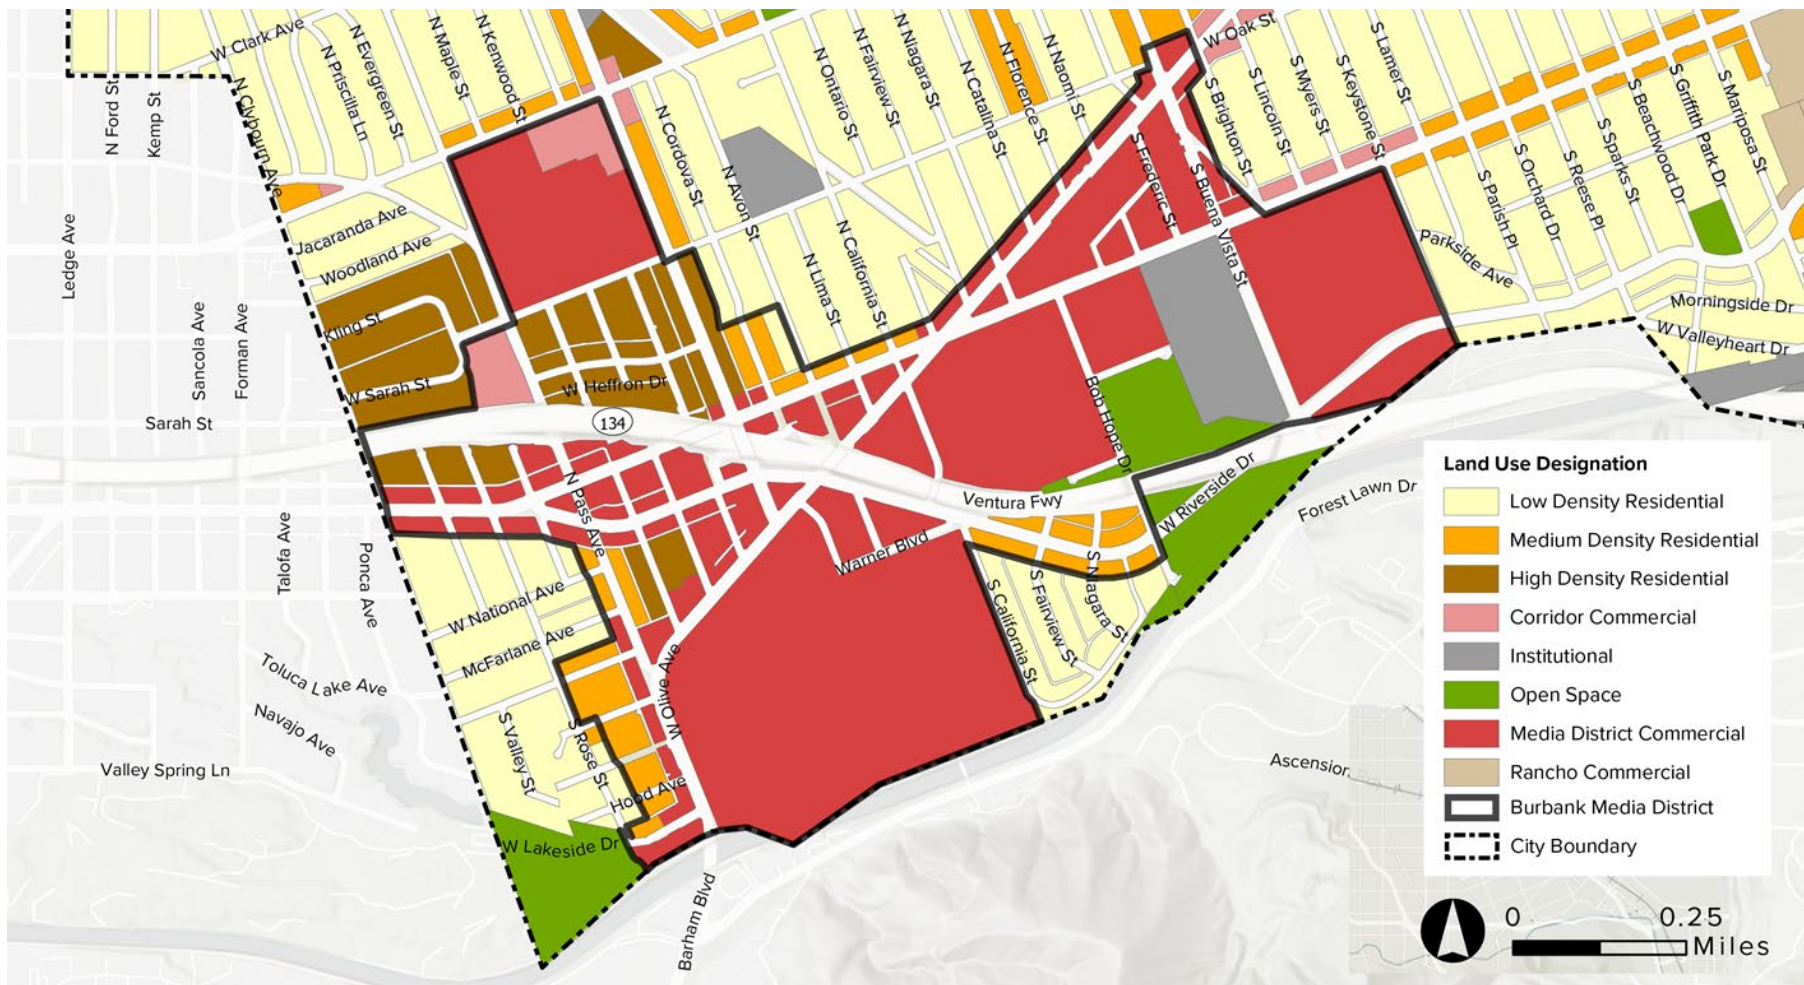 W Clark Ave
N Priscilla Ln
N Evergreen St
N Maple St
N Kenwood St
N Ontario St
N Fairview St
N Niagara St
N Catalina St
N Florence St
N Naomi St
W Oak St
S Brighton St
S Lincoln St
S Myers St
S Keystone St
S Lamer St
S Beachwood Dr
S Griffith Park Dr
S Mariposa St
N Ford St
Kemp St
N Clybourn Ave
N Cordova St
N Avon St
S Frederic St
S Buena Vista St
S Parish Pl
S Orchard Dr
S Reese Pl
S Sparks St
Jacaranda Ave
Woodland Ave
Ledge Ave
N Lima St
N California St
Parkside Ave
Morningside Dr
W Valleyheart Dr
Sancola Ave
Forman Ave
Kling St
W Sarah St
W Heffron Dr
Sarah St
134
Bob Hope Dr
Ventura Fwy
W Riverside Dr
Forest Lawn Dr
N Pass Ave
Talofa Ave
Ponca Ave
Warner Blvd
W National Ave
McFarlane Ave
S California St
S Fairview St
S Niagara St
Toluca Lake Ave
Navajo Ave
Valley Spring Ln
S Valley St
S Rose St
W Olive Ave
Hood Ave
W Lakeside Dr
Barham Blvd
Ascension
Land Use Designation
Low Density Residential
Medium Density Residential
High Density Residential
Corridor Commercial
Institutional
Open Space
Media District Commercial
Rancho Commercial
Burbank Media District
City Boundary
0 0.25
Miles